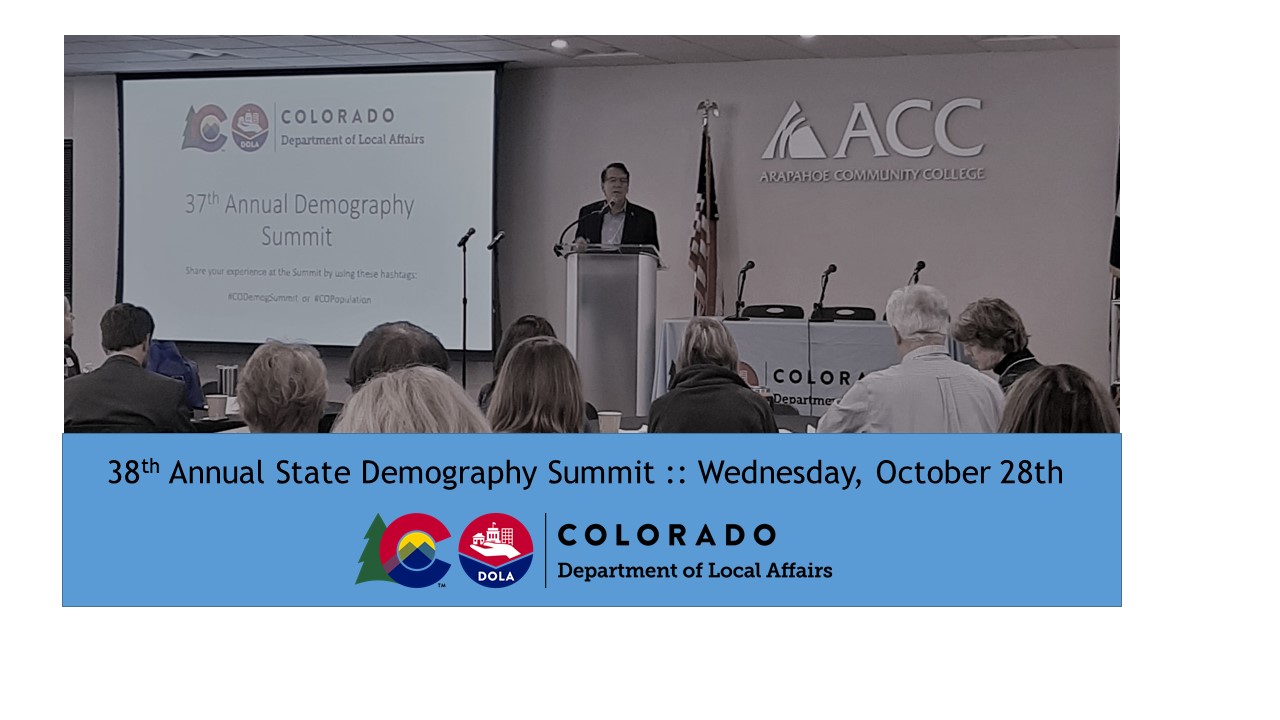 COLORADO
Department of Local Affairs
DOLA
37th Annual Demography
Summit
Share your experience at the Summit by using these hashtags:
#CODemogSummit or #COPopulation
ACC
ARAPAHOE COMMUNITY COLLEGE
COLORA
Departme
38th Annual State Demography Summit :: Wednesday, October 28th
COLORADO
Department of Local Affairs
DOLA
TM